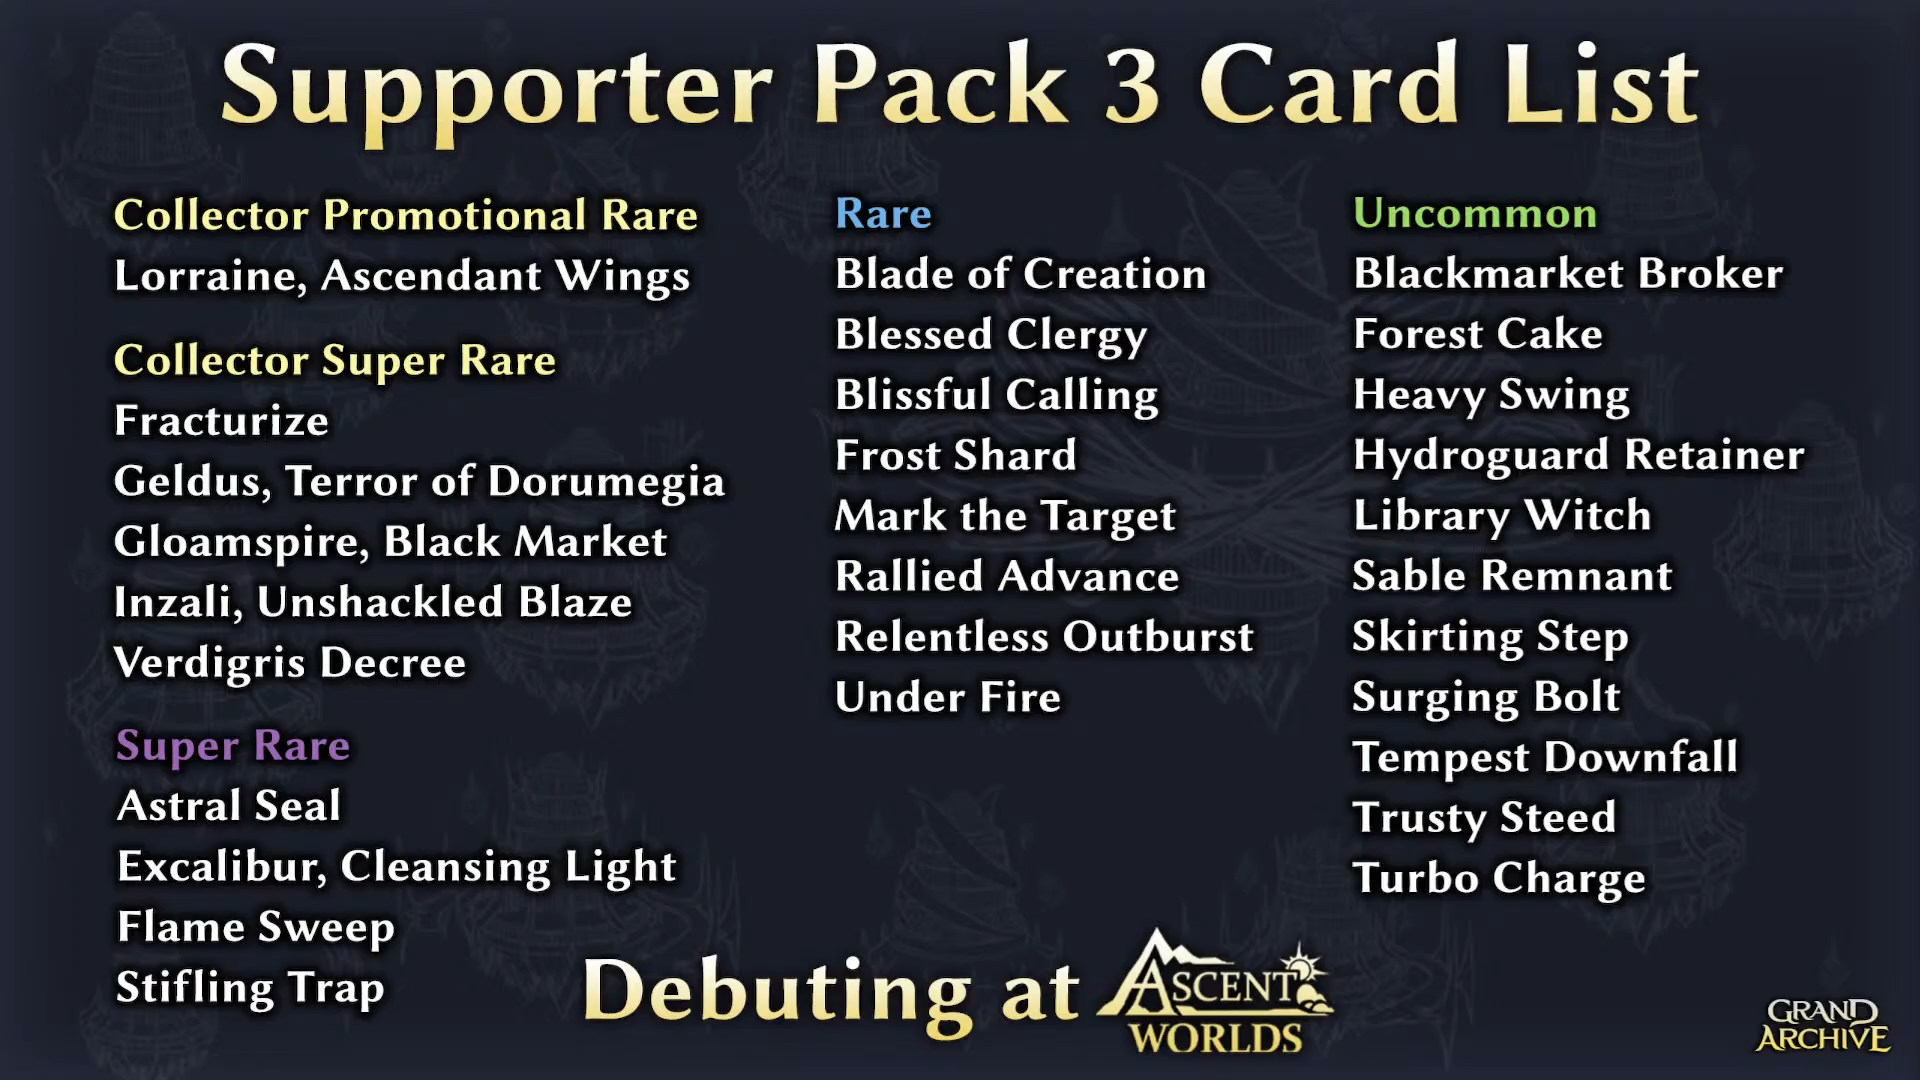 Supporter Pack 3 Card List
Collector Promotional Rare
Lorraine, Ascendant Wings
Collector Super Rare
Fracturize
Geldus, Terror of Dorumegia
Gloamspire, Black Market
Inzali, Unshackled Blaze
Verdigris Decree
Super Rare
Astral Seal
Excalibur, Cleansing Light
Flame Sweep
Stifling Trap
Rare
Blade of Creation
Blessed Clergy
Blissful Calling
Frost Shard
Mark the Target
Rallied Advance
Relentless Outburst
Under Fire
Uncommon
Blackmarket Broker
Forest Cake
Heavy Swing
Hydroguard Retainer
Library Witch
Sable Remnant
Skirting Step
Surging Bolt
Tempest Downfall
Trusty Steed
Turbo Charge
Debuting at
ASCENT
WORLDS
GRAND
ARCHIVE